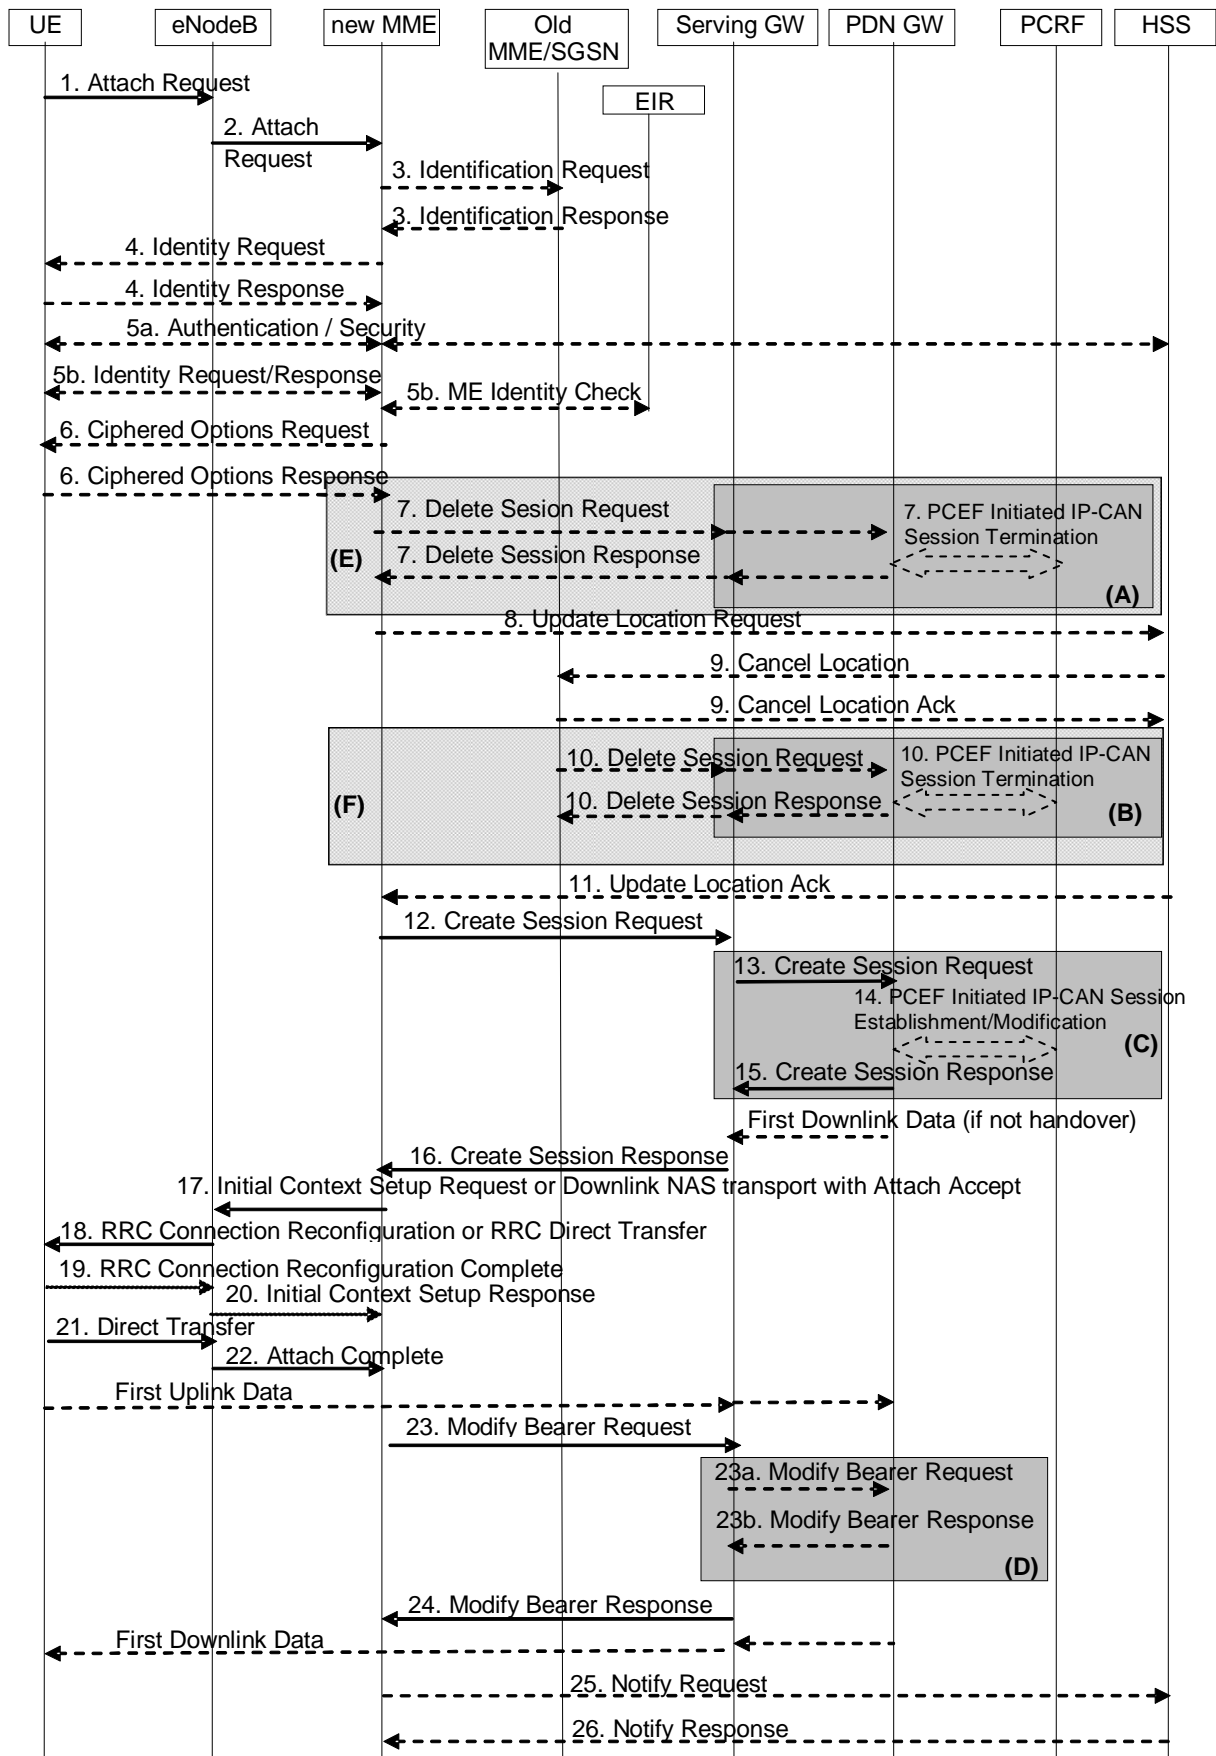 UE
eNodeB
new MME
Old
MME/SGSN
Serving GW
PDN GW
PCRF
HSS
EIR
1. Attach Request
2. Attach
Request
3. Identification Request
3. Identification Response
4. Identity Request
4. Identity Response
5a. Authentication / Security
5b. Identity Request/Response
5b. ME Identity Check
6. Ciphered Options Request
6. Ciphered Options Response
7. Delete Sesion Request
7. PCEF Initiated IP-CAN
Session Termination
(E)
7. Delete Session Response
(A)
8. Update Location Request
9. Cancel Location
9. Cancel Location Ack
10. Delete Session Request
10. PCEF Initiated IP-CAN
Session Termination
(F)
10. Delete Session Response
(B)
11. Update Location Ack
12. Create Session Request
13. Create Session Request
14. PCEF Initiated IP-CAN Session
Establishment/Modification
(C)
15. Create Session Response
First Downlink Data (if not handover)
16. Create Session Response
17. Initial Context Setup Request or Downlink NAS transport with Attach Accept
18. RRC Connection Reconfiguration or RRC Direct Transfer
19. RRC Connection Reconfiguration Complete
20. Initial Context Setup Response
21. Direct Transfer
22. Attach Complete
First Uplink Data
23. Modify Bearer Request
23a. Modify Bearer Request
23b. Modify Bearer Response
(D)
24. Modify Bearer Response
First Downlink Data
25. Notify Request
26. Notify Response